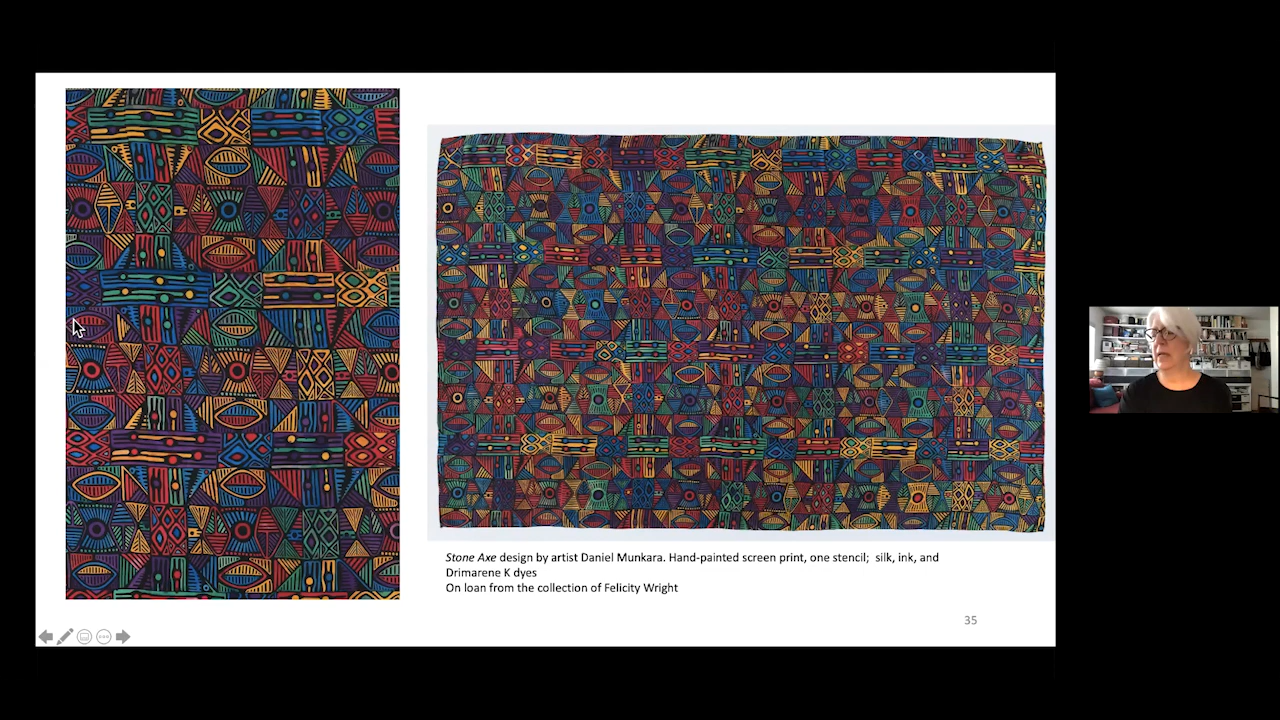 Stone Axe design by artist Daniel Munkara. Hand-painted screen print, one stencil;  silk, ink, and
Drimarene K dyes
On loan from the collection of Felicity Wright
35